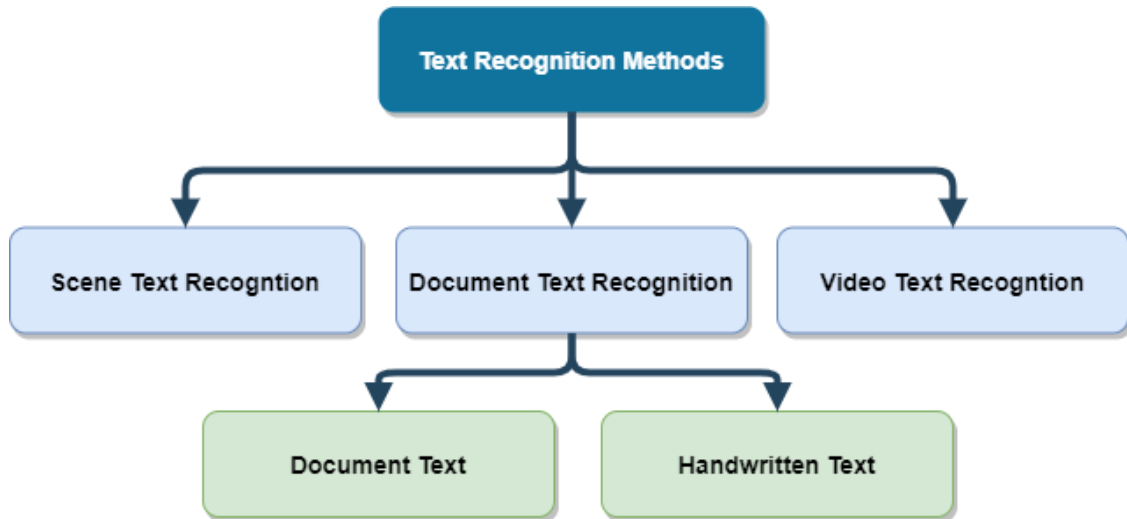 Text Recognition Methods
Scene Text Recogntion
Document Text Recognition
Video Text Recogntion
Document Text
Handwritten Text